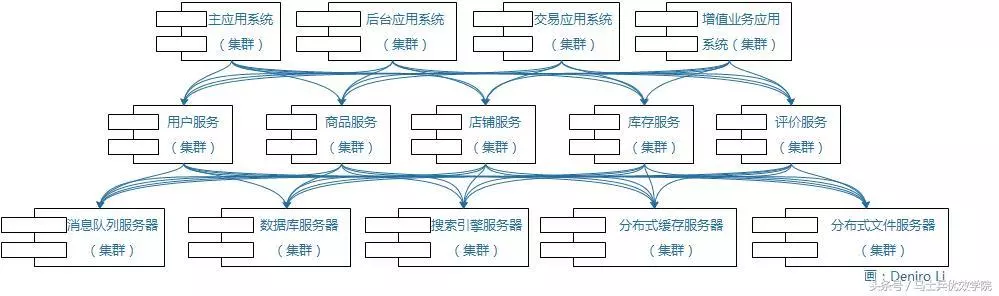 主应用系统
（集群）
后台应用系统
（集群）
交易应用系统
（集群）
增值业务应用
系统（集群）
用户服务
（集群）
商品服务
（集群）
店铺服务
（集群）
库存服务
（集群）
评价服务
（集群）
消息队列服务器
（集群）
数据库服务器
（集群）
搜索引擎服务器
（集群）
分布式缓存服务器
（集群）
分布式文件服务器
（集群）
画：Deniro Li
头条号 / 马士兵优效学院